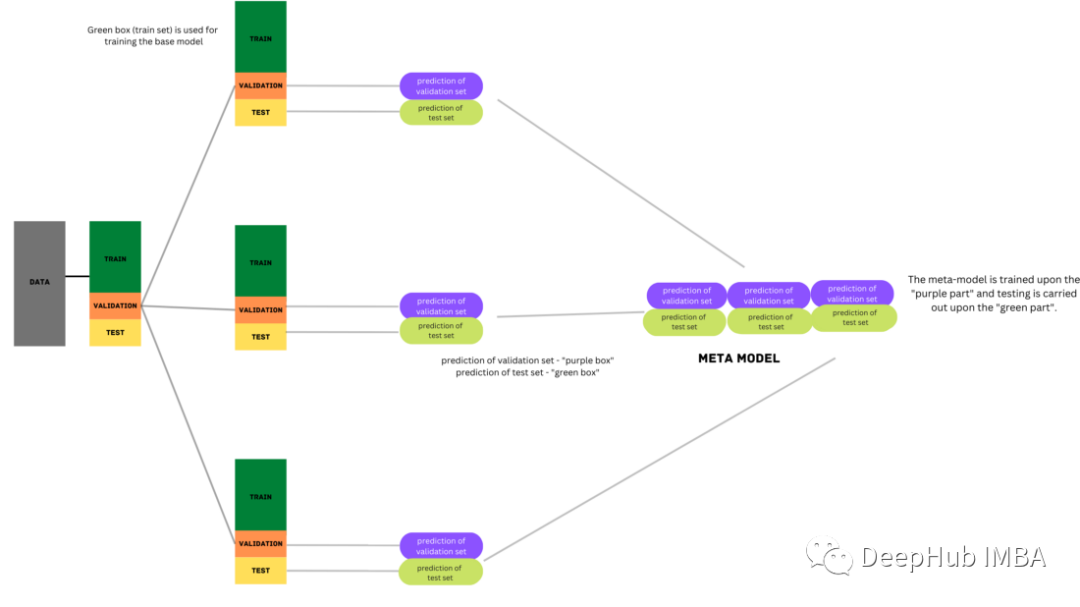 Green box (train set) is used for
training the base model
TRAIN
VALIDATION
TEST
prediction of
validation set
prediction of
test set
DATA
TRAIN
VALIDATION
TEST
TRAIN
VALIDATION
TEST
prediction of
validation set
prediction of
test set
prediction of validation set - "purple box"
prediction of test set - "green box"
prediction of
validation set
prediction of
validation set
prediction of
validation set
prediction of
test set
prediction of
test set
prediction of
test set
META MODEL
The meta-model is trained upon the
"purple part" and testing is carried
out upon the "green part".
TRAIN
VALIDATION
TEST
prediction of
validation set
prediction of
test set
DeepHub IMBA